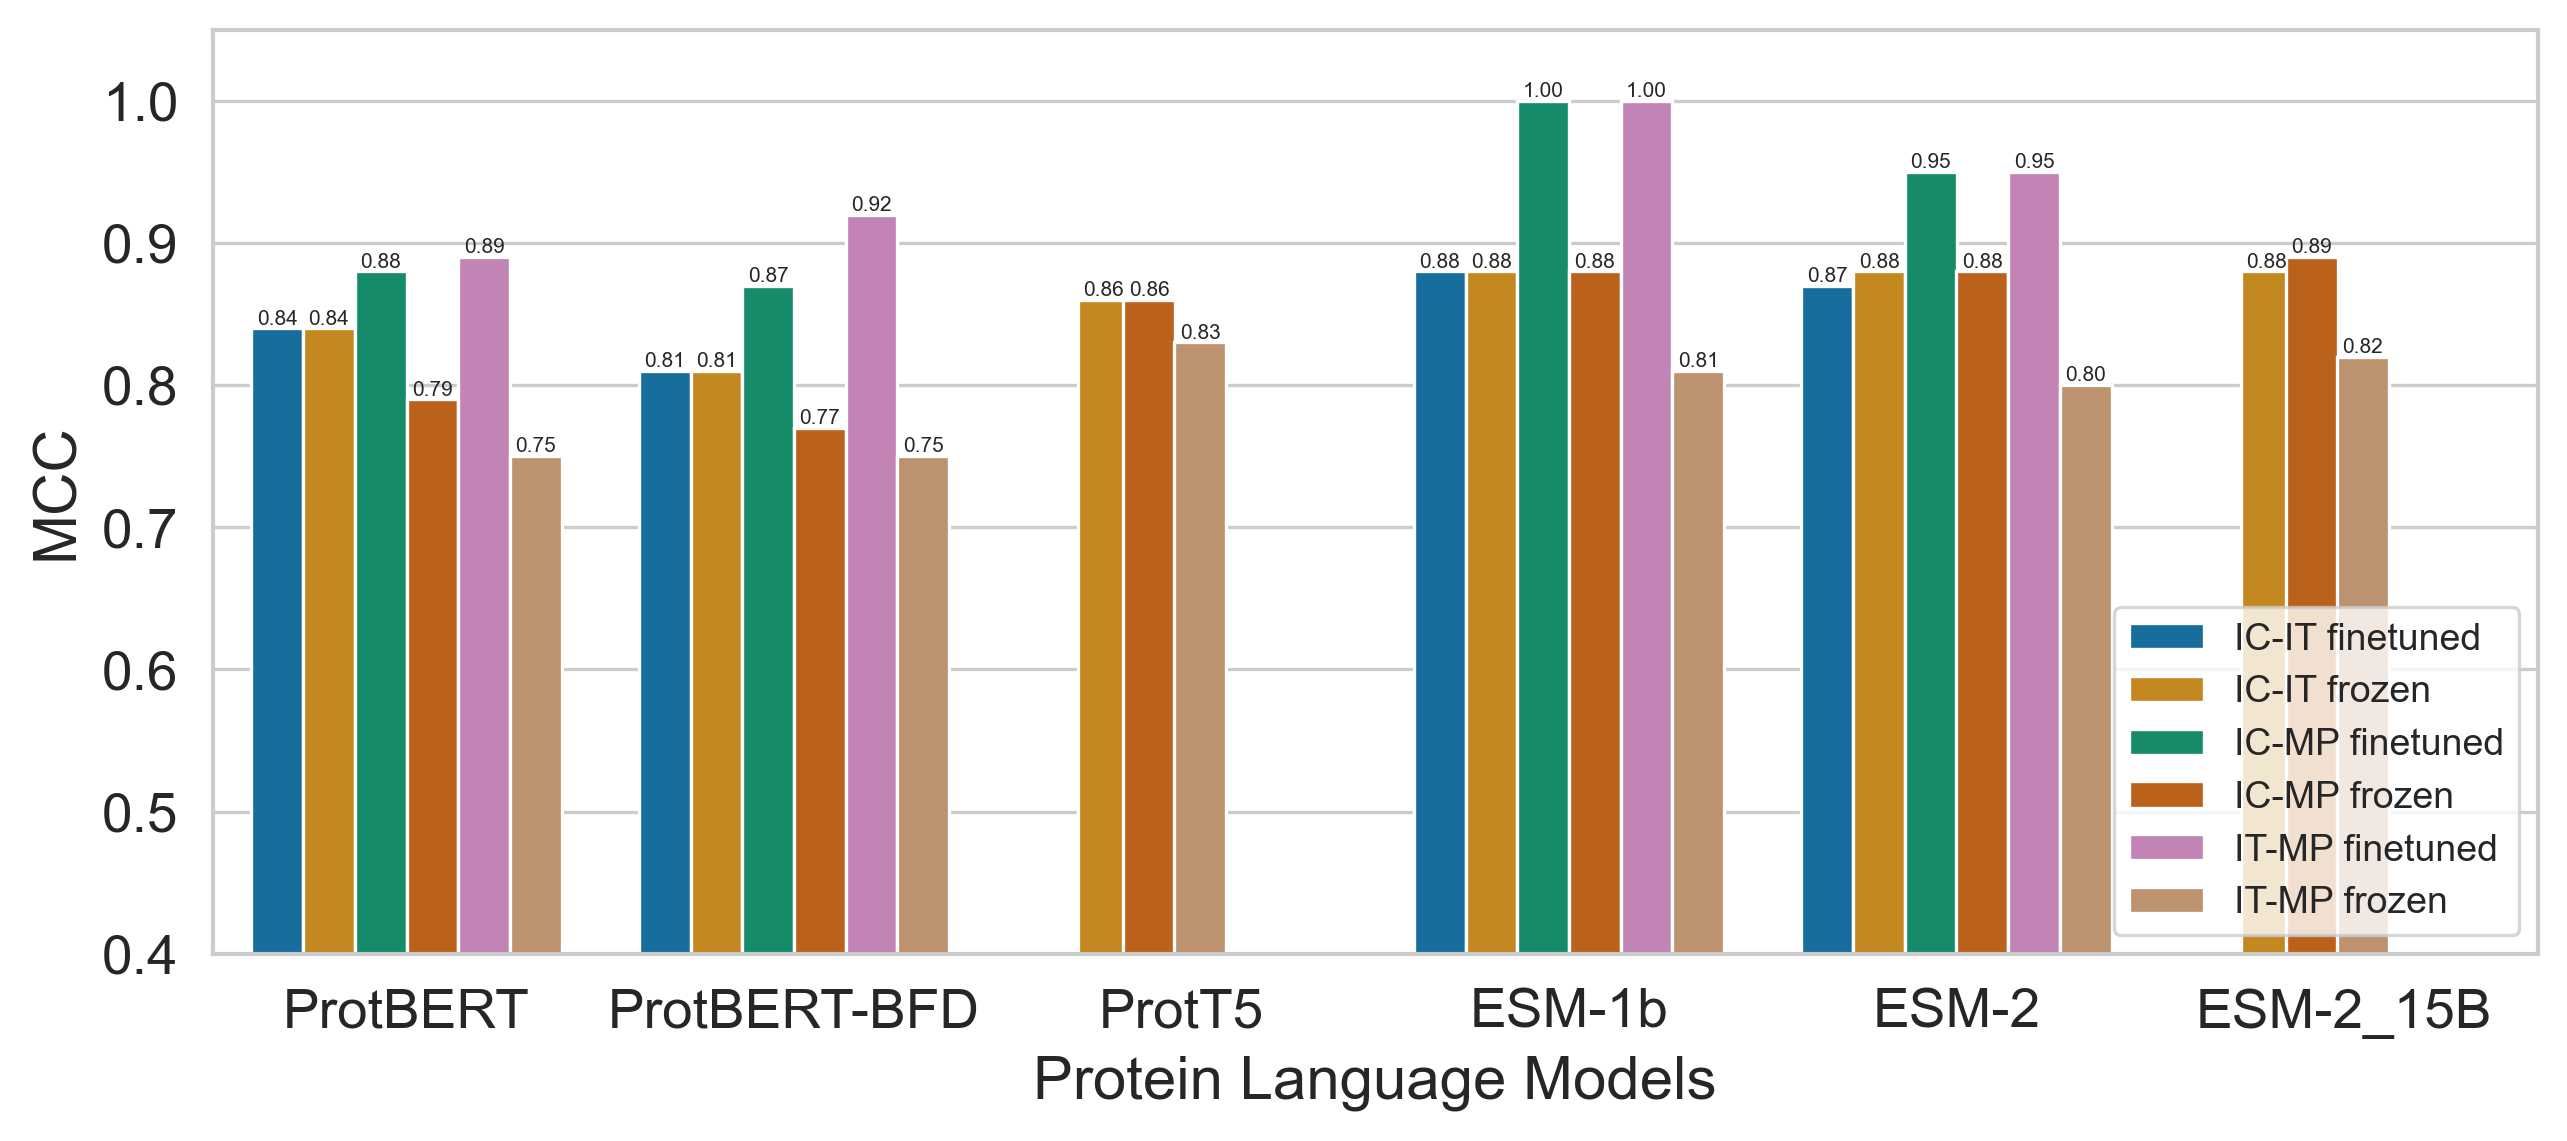 1.0
0.9
0.8
0.7
0.6
0.5
0.4
MCC
0.84 0.84 0.88 0.79 0.89 0.75
0.81 0.81 0.87 0.77 0.92 0.75
0.86 0.86 0.83
0.88 0.88 1.00 0.88 1.00 0.81
0.87 0.88 0.95 0.88 0.95 0.80
0.88 0.89 0.82
IC-IT finetuned
IC-IT frozen
IC-MP finetuned
IC-MP frozen
IT-MP finetuned
IT-MP frozen
ProtBERT ProtBERT-BFD ProtT5 ESM-1b ESM-2 ESM-2_15B
Protein Language Models